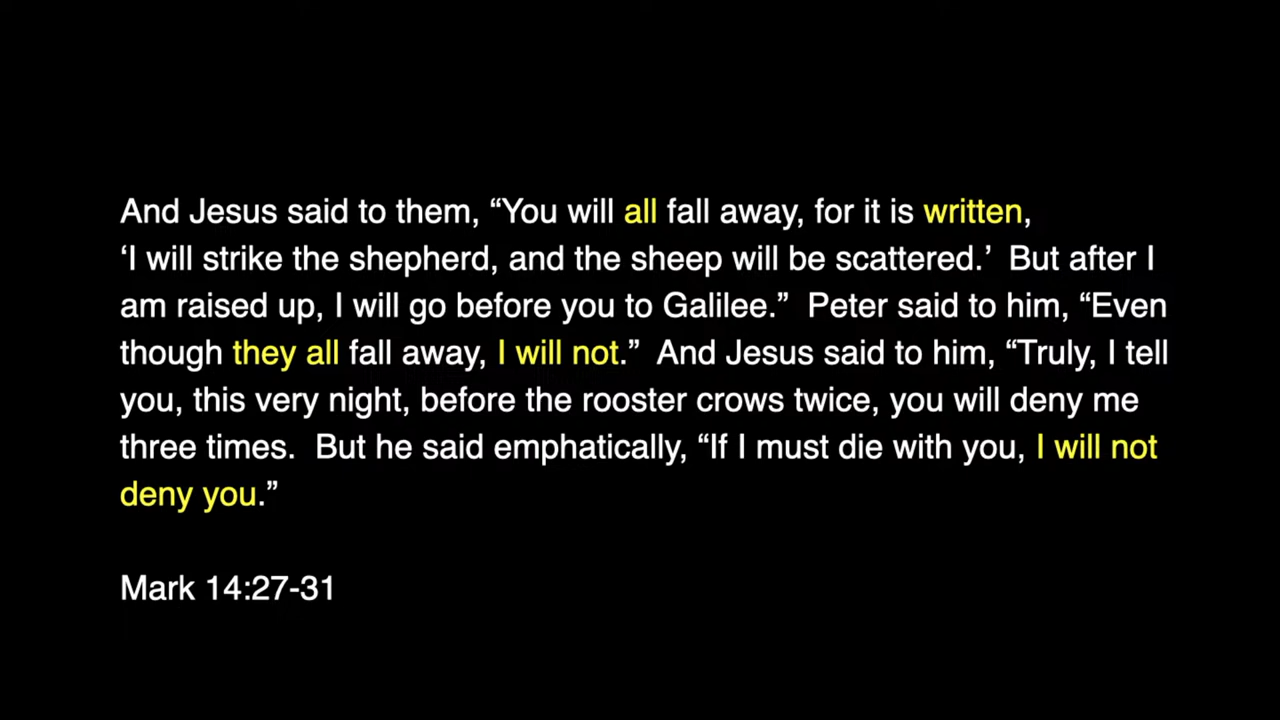 And Jesus said to them, “You will all fall away, for it is written,
‘I will strike the shepherd, and the sheep will be scattered.’  But after I
am raised up, I will go before you to Galilee.”  Peter said to him, “Even
though they all fall away, I will not.”  And Jesus said to him, “Truly, I tell
you, this very night, before the rooster crows twice, you will deny me
three times.  But he said emphatically, “If I must die with you, I will not
deny you.”
Mark 14:27-31